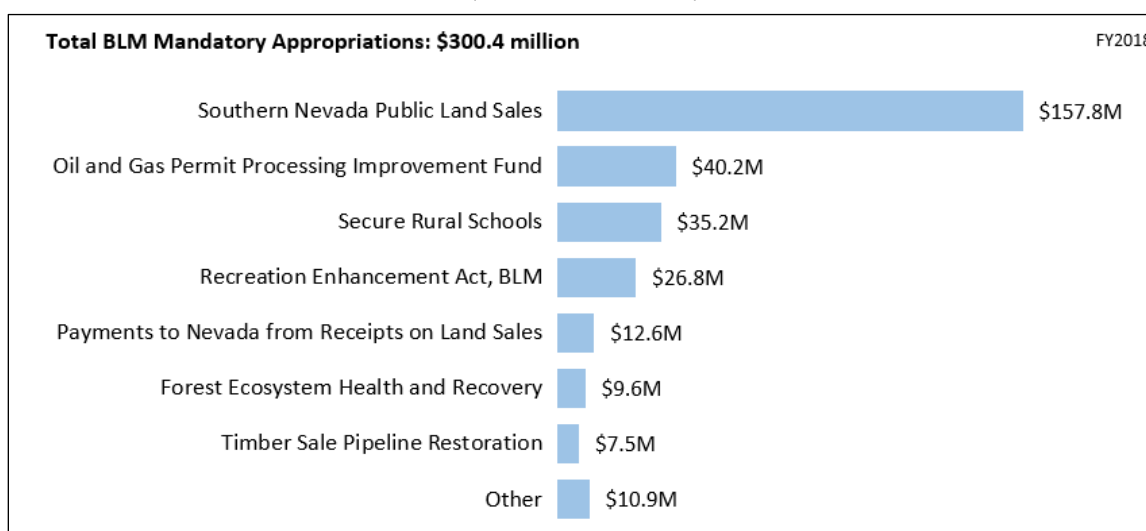 Total BLM Mandatory Appropriations: $300.4 million FY2018
Southern Nevada Public Land Sales $157.8M
Oil and Gas Permit Processing Improvement Fund $40.2M
Secure Rural Schools $35.2M
Recreation Enhancement Act, BLM $26.8M
Payments to Nevada from Receipts on Land Sales $12.6M
Forest Ecosystem Health and Recovery $9.6M
Timber Sale Pipeline Restoration $7.5M
Other $10.9M